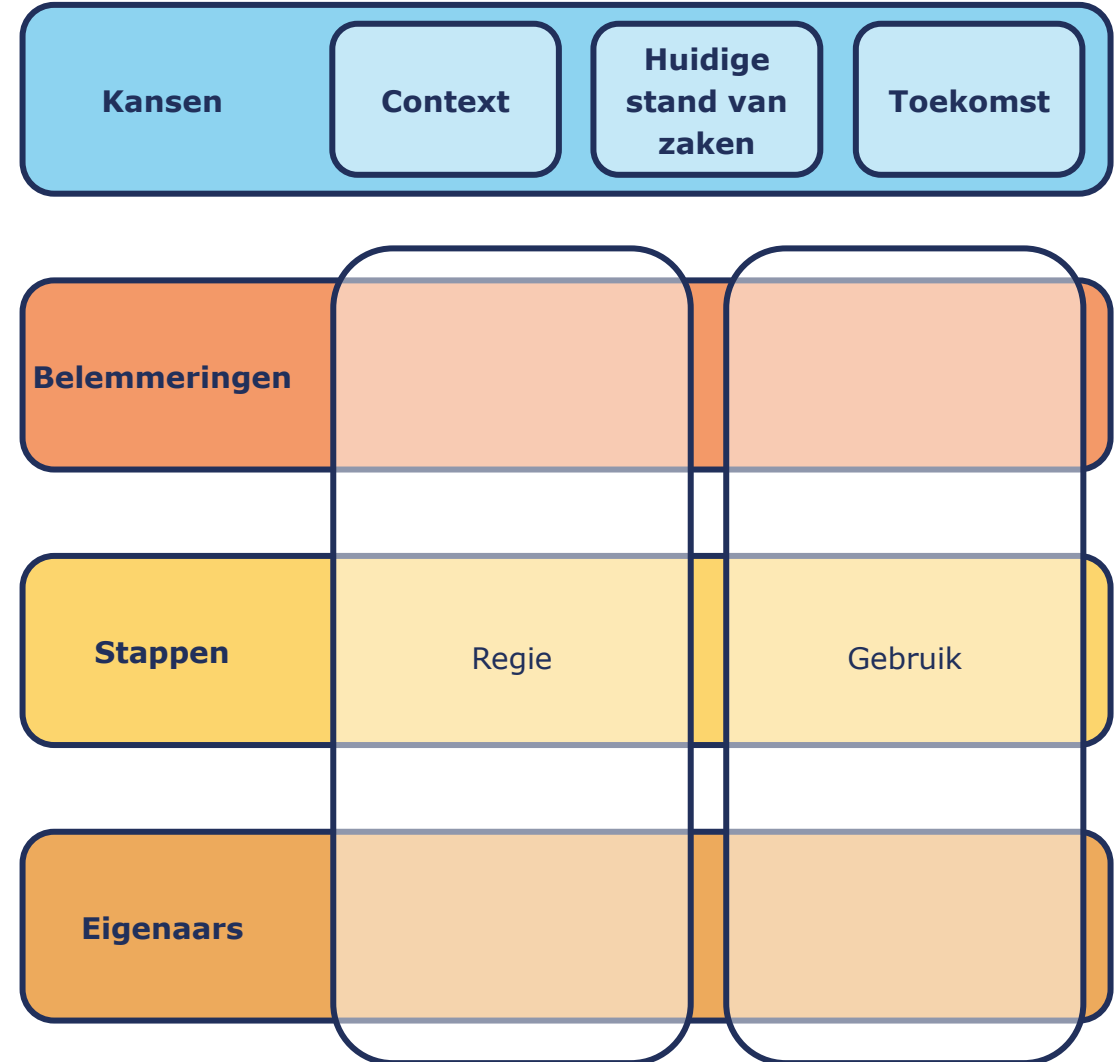 Kansen
Context
Huidige
stand van
zaken
Toekomst
Belemmeringen
Stappen
Regie
Gebruik
Eigenaars